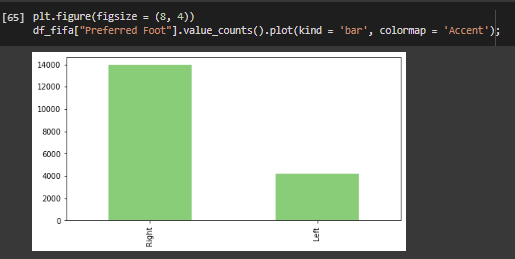 [65] plt.figure(figsize = (8, 4))
df_fifa["Preferred Foot"].value_counts().plot(kind = 'bar', colormap = 'Accent');
14000
12000
10000
8000
6000
4000
2000
0
Right
Left